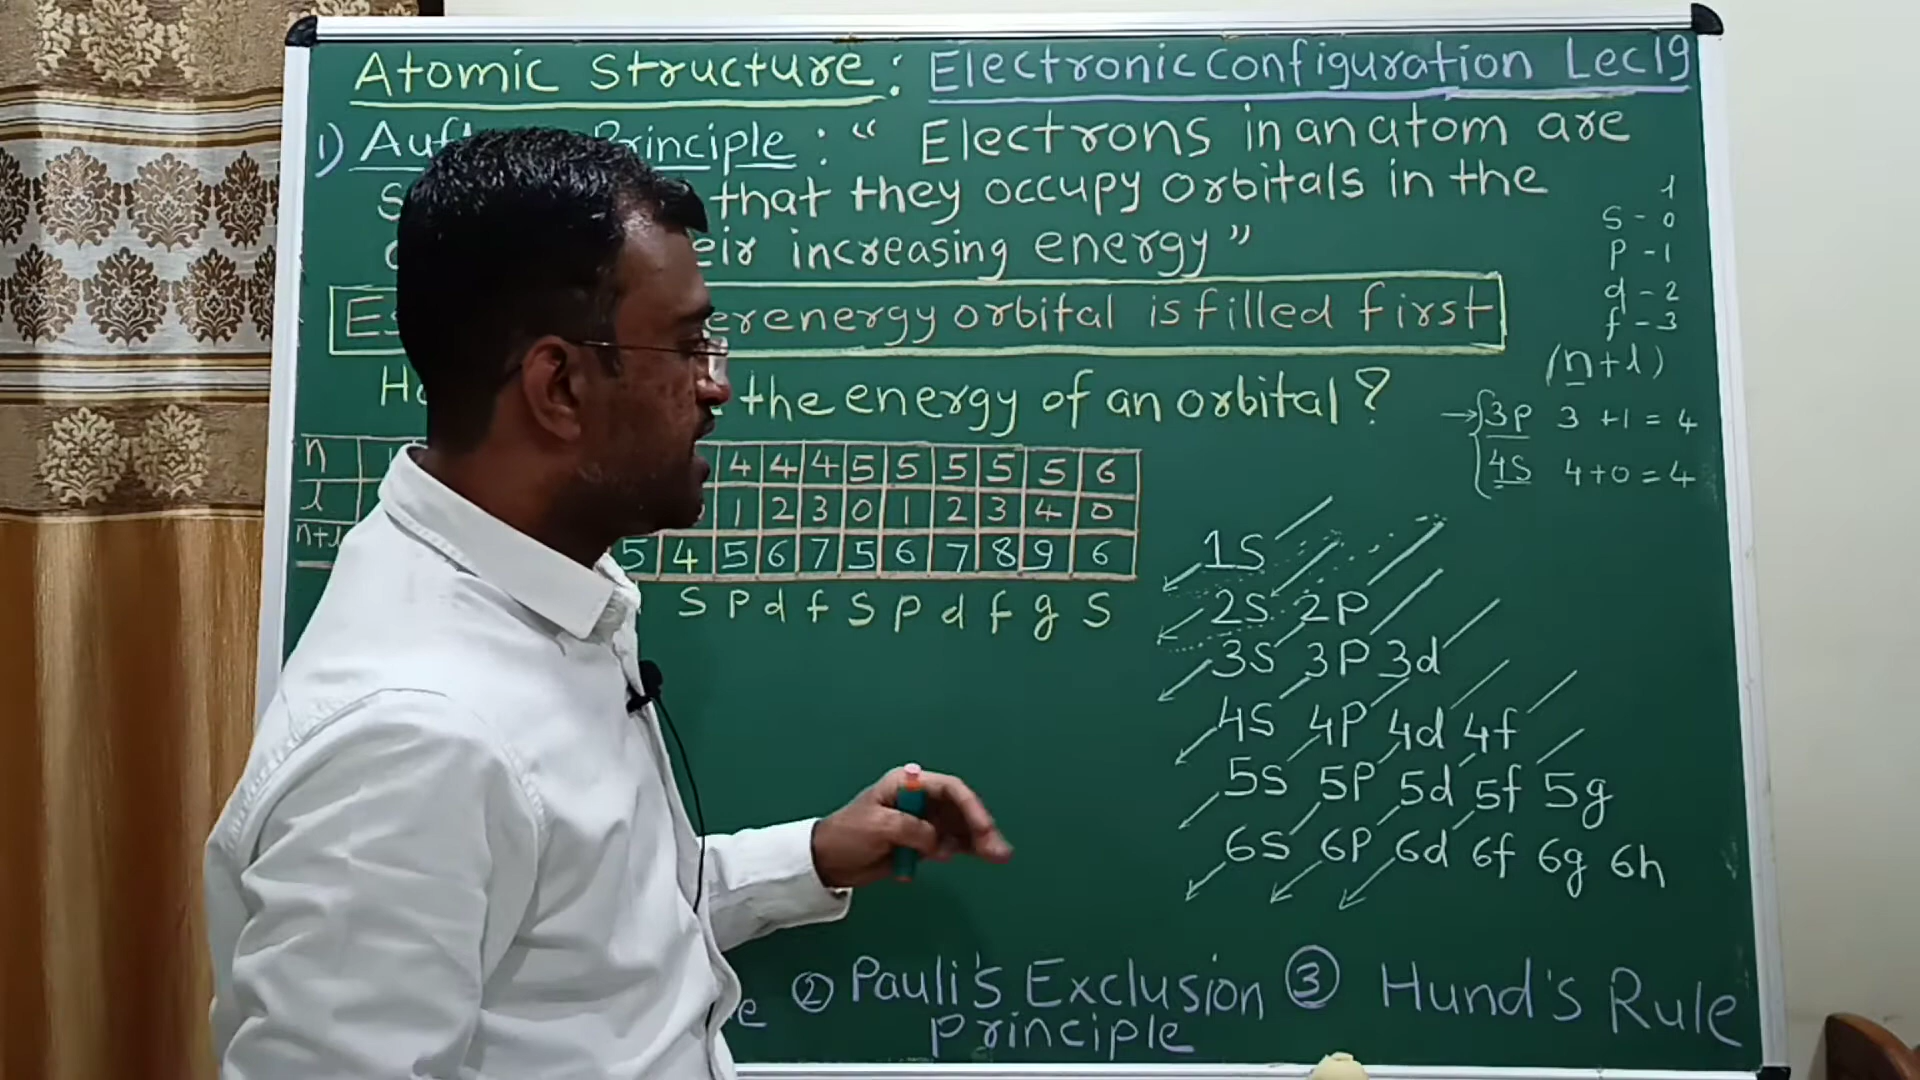 Atomic Structure: Electronic Configuration Lec19
1) Principle : " Electrons in an atom are
that they occupy orbitals in the
increasing energy"
energy orbital is filled first
the energy of an orbital?
l
S - 0
P - 1
d - 2
f - 3
(n+l)
→ 3P 3 + 1 = 4
4S 4 + 0 = 4
n 4 4 4 5 5 5 5 5 6
l 1 2 3 0 1 2 3 4 0
n+l 5 4 5 6 7 5 6 7 8 9 6
S P d f S P d f g S
1S
2S 2P
3S 3P 3d
4S 4P 4d 4f
5S 5P 5d 5f 5g
6S 6P 6d 6f 6g 6h
② Pauli's Exclusion ③ Hund's Rule
Principle